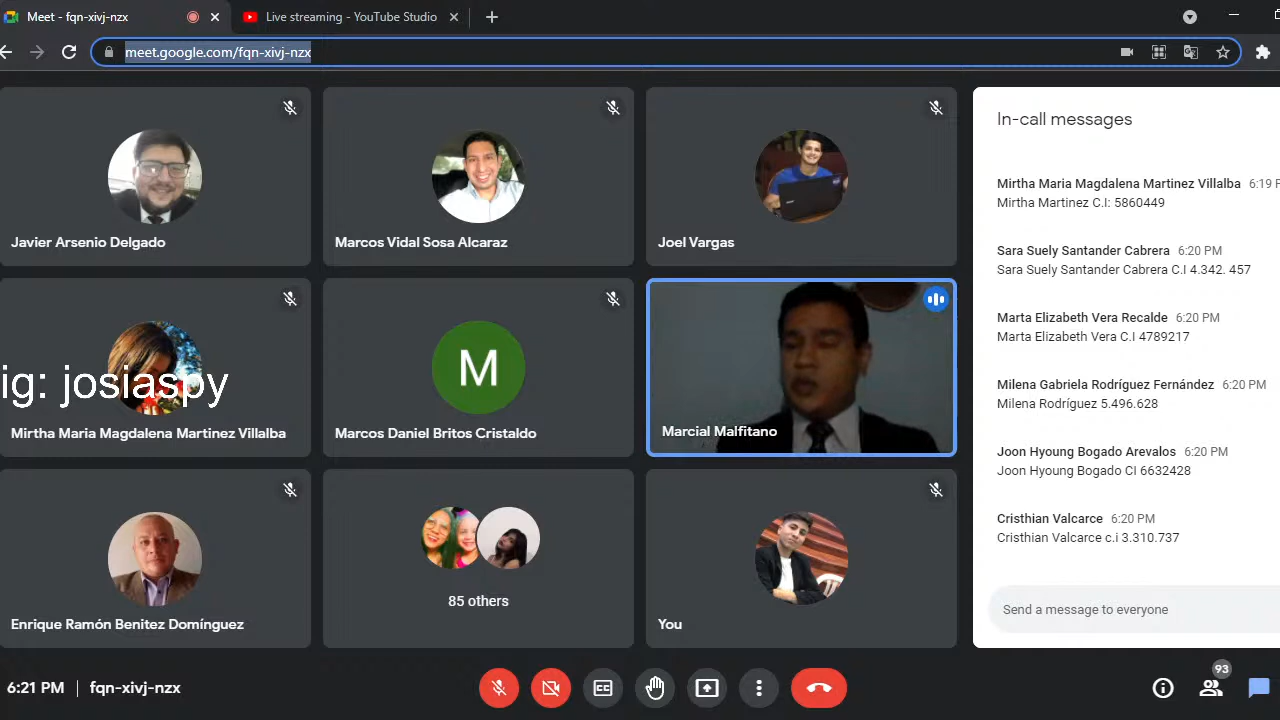 Meet - fqn-xivj-nzx
Live streaming - YouTube Studio
meet.google.com/fqn-xivj-nzx
Javier Arsenio Delgado
Marcos Vidal Sosa Alcaraz
Joel Vargas
ig: josiaspy
Mirtha Maria Magdalena Martinez Villalba
M
Marcos Daniel Britos Cristaldo
Marcial Malfitano
Enrique Ramón Benitez Domínguez
85 others
You
In-call messages
Mirtha Maria Magdalena Martinez Villalba 6:19 P
Mirtha Martinez C.I: 5860449
Sara Suely Santander Cabrera 6:20 PM
Sara Suely Santander Cabrera C.I 4.342. 457
Marta Elizabeth Vera Recalde 6:20 PM
Marta Elizabeth Vera C.I 4789217
Milena Gabriela Rodríguez Fernández 6:20 PM
Milena Rodríguez 5.496.628
Joon Hyoung Bogado Arevalos 6:20 PM
Joon Hyoung Bogado CI 6632428
Cristhian Valcarce 6:20 PM
Cristhian Valcarce c.i 3.310.737
Send a message to everyone
6:21 PM | fqn-xivj-nzx
CC
93